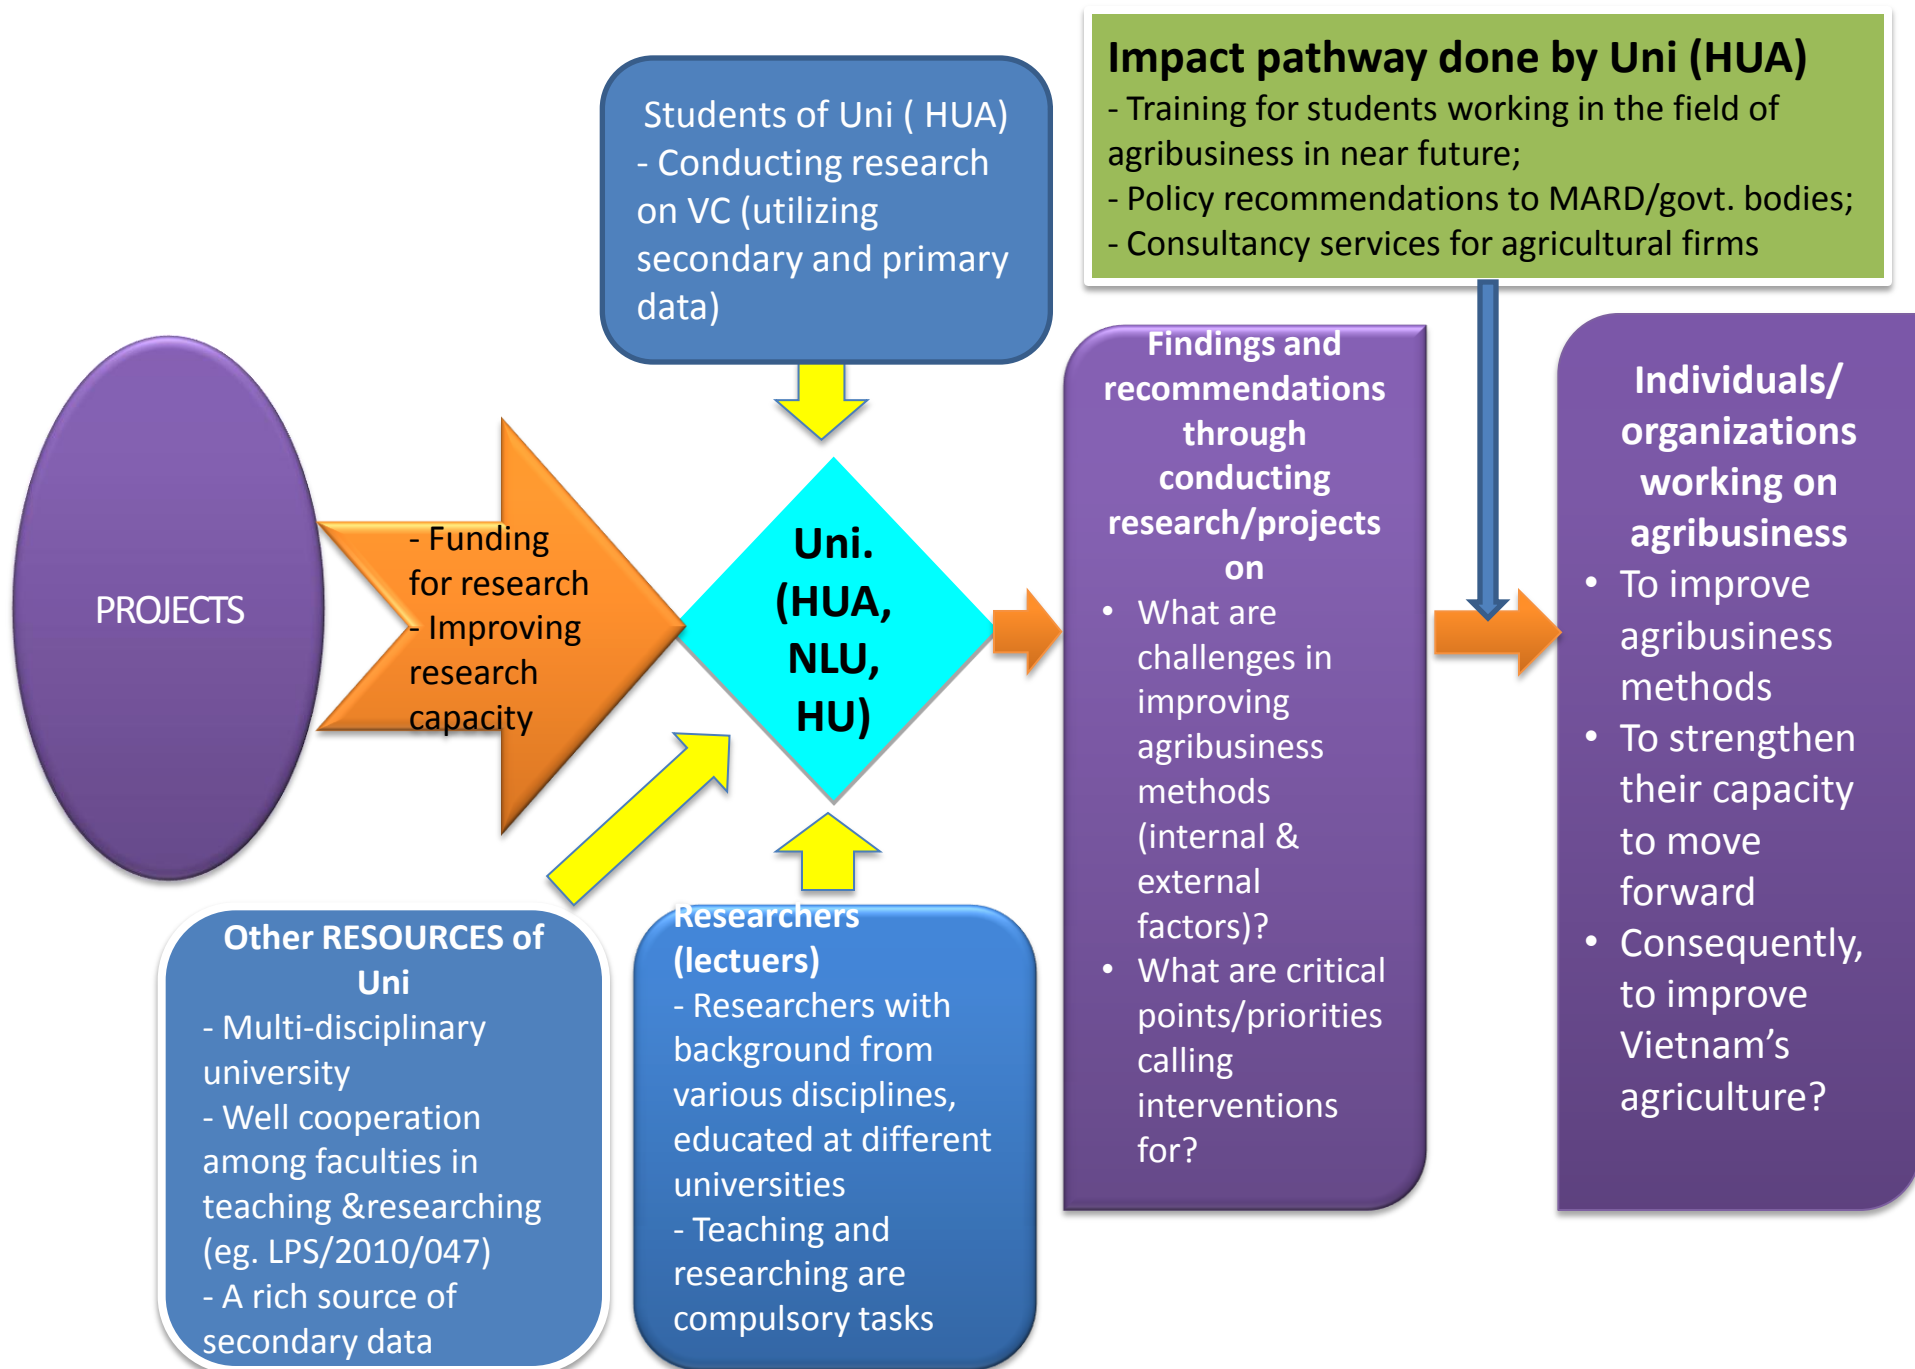 Students of Uni ( HUA)
- Conducting research
on VC (utilizing
secondary and primary
data)
Impact pathway done by Uni (HUA)
- Training for students working in the field of
agribusiness in near future;
- Policy recommendations to MARD/govt. bodies;
- Consultancy services for agricultural firms
PROJECTS
- Funding
for research
- Improving
research
capacity
Uni.
(HUA,
NLU,
HU)
Findings and
recommendations
through
conducting
research/projects
on
• What are
challenges in
improving
agribusiness
methods
(internal &
external
factors)?
• What are critical
points/priorities
calling
interventions
for?
Individuals/
organizations
working on
agribusiness
• To improve
agribusiness
methods
• To strengthen
their capacity
to move
forward
• Consequently,
to improve
Vietnam’s
agriculture?
Other RESOURCES of
Uni
- Multi-disciplinary
university
- Well cooperation
among faculties in
teaching &researching
(eg. LPS/2010/047)
- A rich source of
secondary data
Researchers
(lectuers)
- Researchers with
background from
various disciplines,
educated at different
universities
- Teaching and
researching are
compulsory tasks